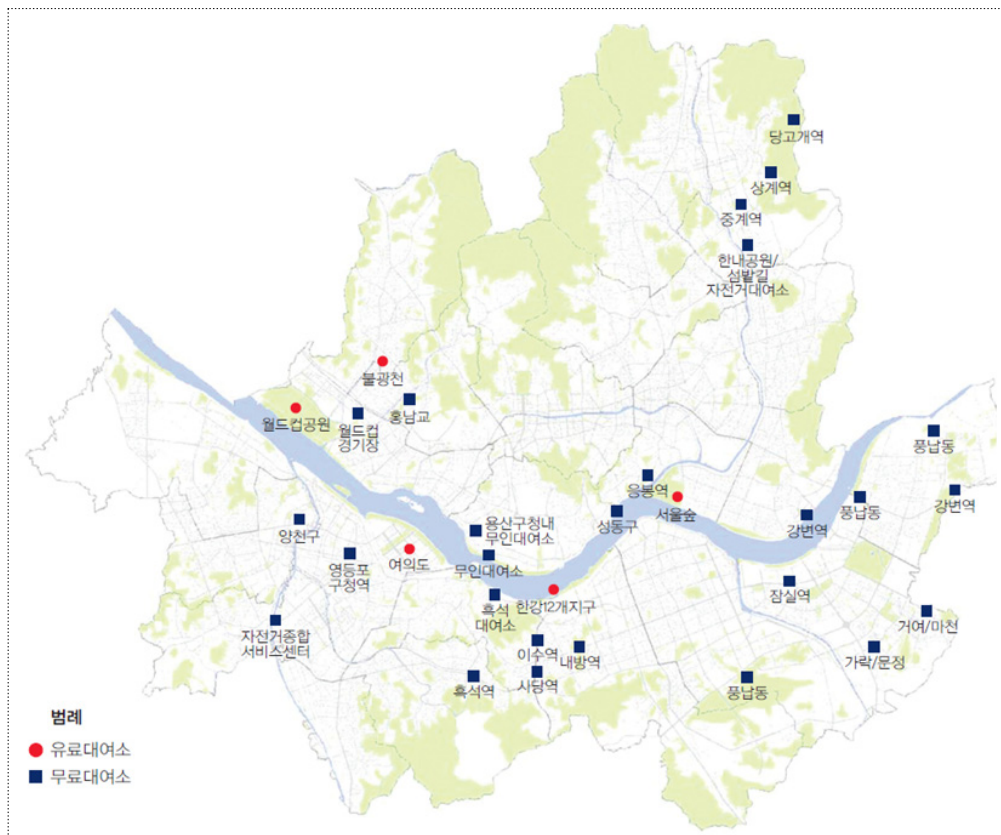 당고개역
상계역
중계역
한내공원/
섬밭길
자전거대여소
불광천
홍남교
월드컵공원
월드컵
경기장
풍납동
응봉역
강변역
서울숲
풍납동
성동구
강변역
양천구
용산구청내
무인대여소
영등포
구청역
여의도
무인대여소
잠실역
흑석
대여소
한강12개지구
거여/마천
자전거종합
서비스센터
이수역
내방역
가락/문정
흑석역
사당역
풍납동
범례
유료대여소
무료대여소